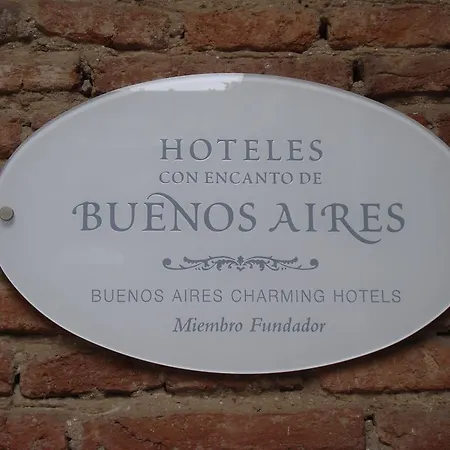 HOTELES
CON ENCANTO DE
BUENOS AIRES
BUENOS AIRES CHARMING HOTELS
Miembro Fundador